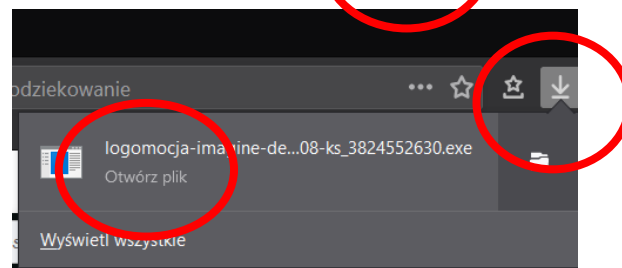 odziekowanie
logomocja-imagine-de...08-ks_3824552630.exe
Otwórz plik
Wyświetl wszystkie